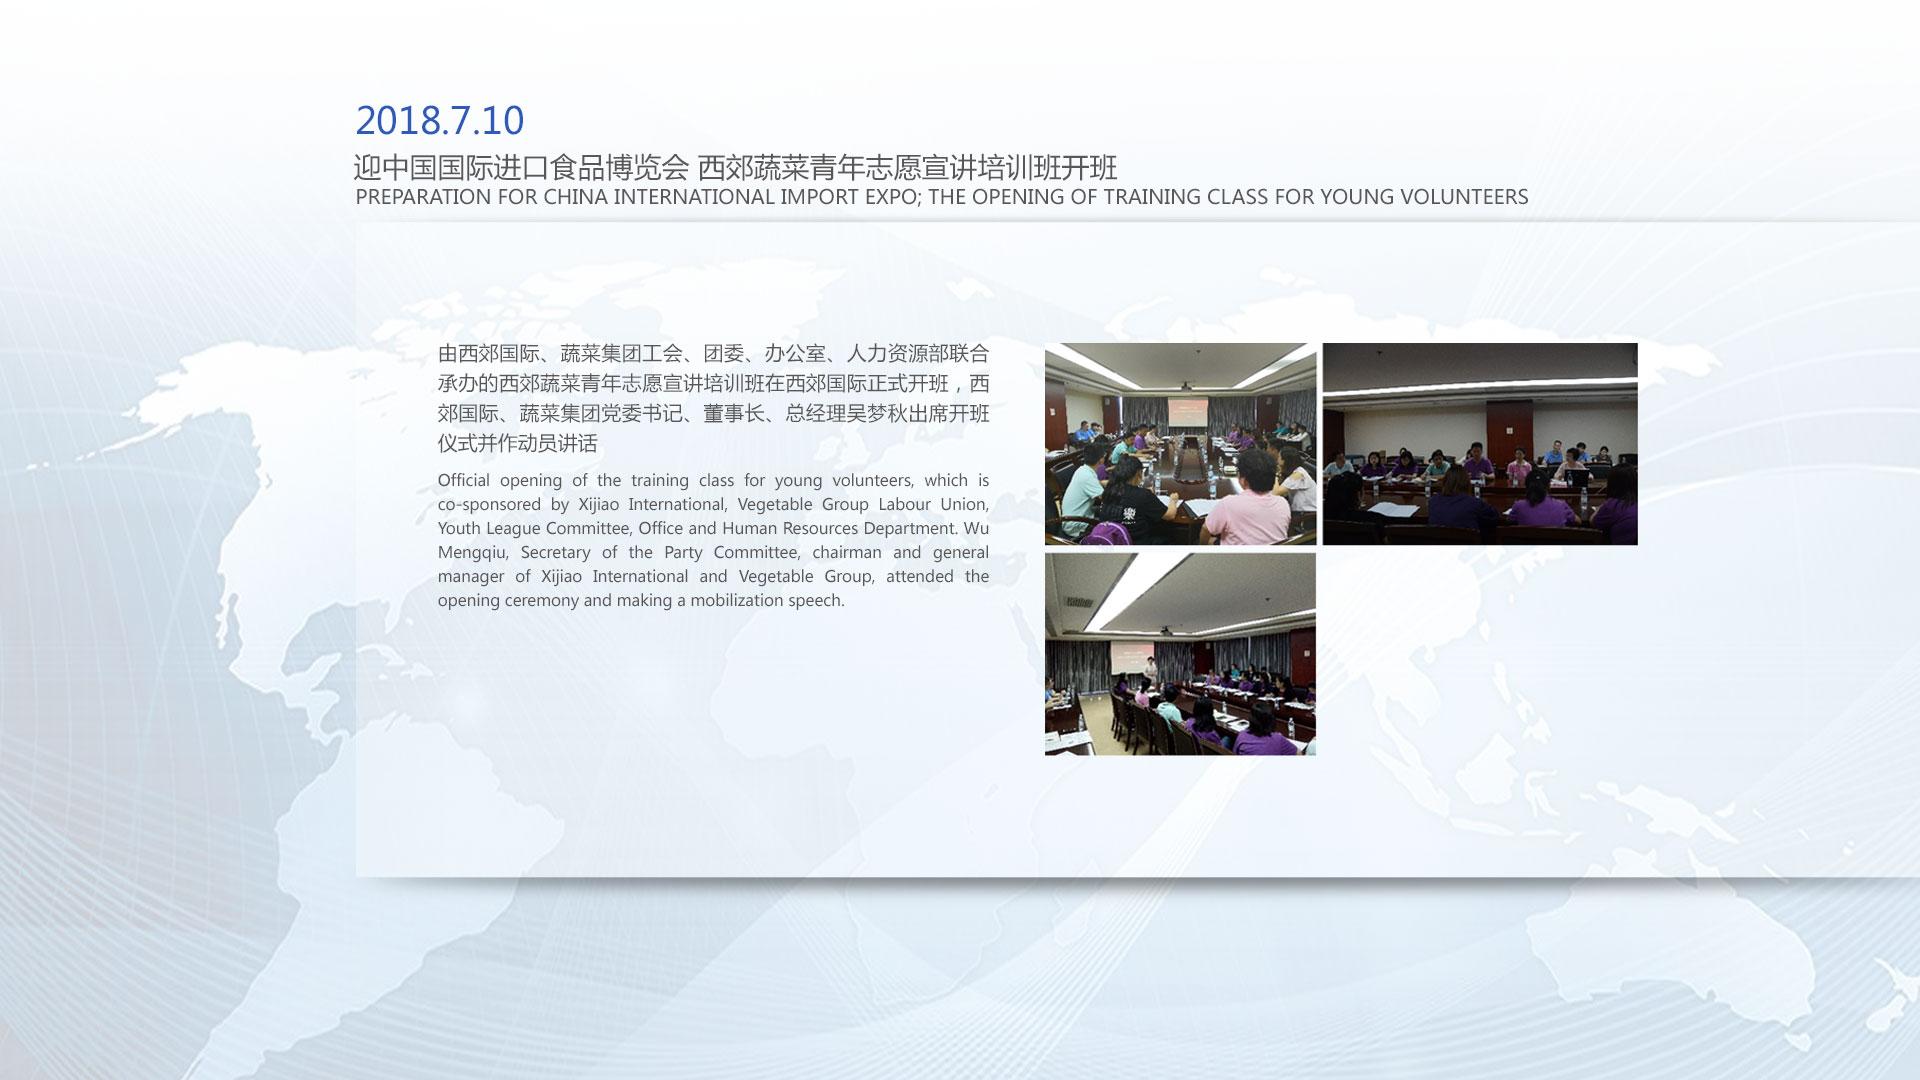 2018.7.10
迎中国国际进口食品博览会 西郊蔬菜青年志愿宣讲培训班开班
PREPARATION FOR CHINA INTERNATIONAL IMPORT EXPO; THE OPENING OF TRAINING CLASS FOR YOUNG VOLUNTEERS
由西郊国际、蔬菜集团工会、团委、办公室、人力资源部联合
承办的西郊蔬菜青年志愿宣讲培训班在西郊国际正式开班，西
郊国际、蔬菜集团党委书记、董事长、总经理吴梦秋出席开班
仪式并作动员讲话
Official opening of the training class for young volunteers, which is
co-sponsored by Xijiao International, Vegetable Group Labour Union,
Youth League Committee, Office and Human Resources Department. Wu
Mengqiu, Secretary of the Party Committee, chairman and general
manager of Xijiao International and Vegetable Group, attended the
opening ceremony and making a mobilization speech.
樂